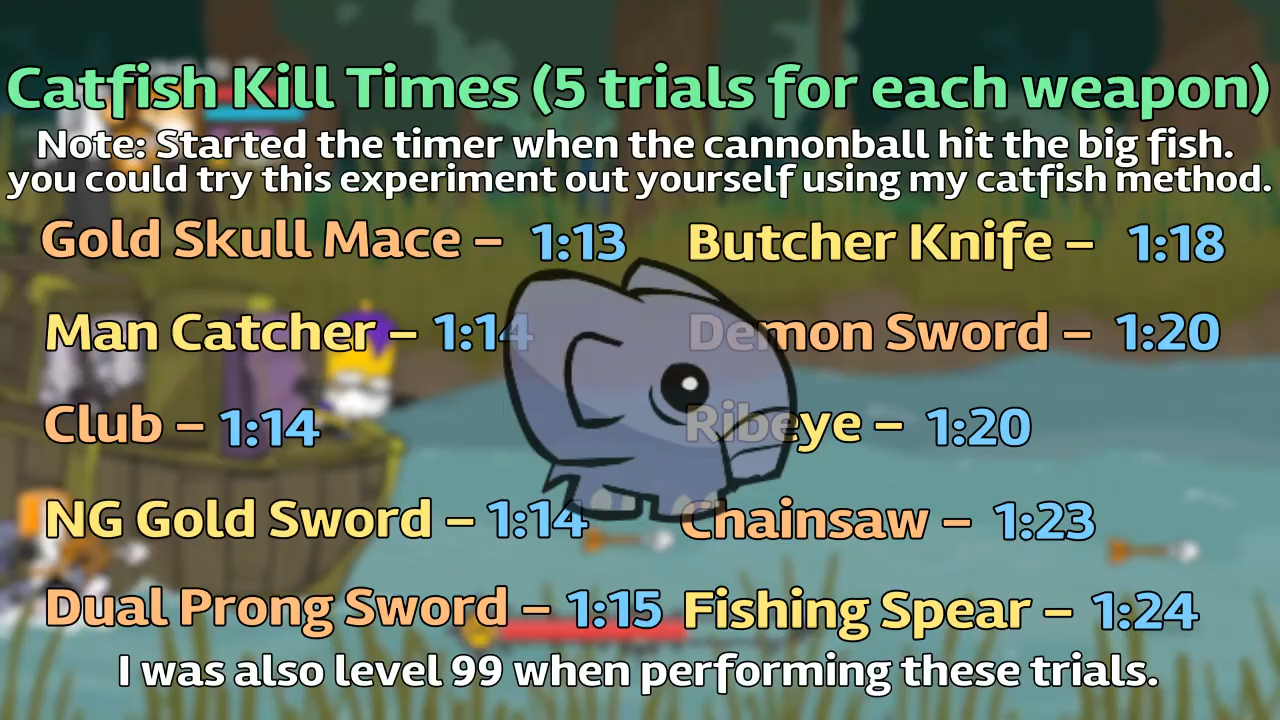 Catfish Kill Times (5 trials for each weapon)
Note: Started the timer when the cannonball hit the big fish.
you could try this experiment out yourself using my catfish method.
Gold Skull Mace – 1:13
Man Catcher – 1:14
Club – 1:14
NG Gold Sword – 1:14
Dual Prong Sword – 1:15
Butcher Knife – 1:18
Demon Sword – 1:20
Ribeye – 1:20
Chainsaw – 1:23
Fishing Spear – 1:24
I was also level 99 when performing these trials.